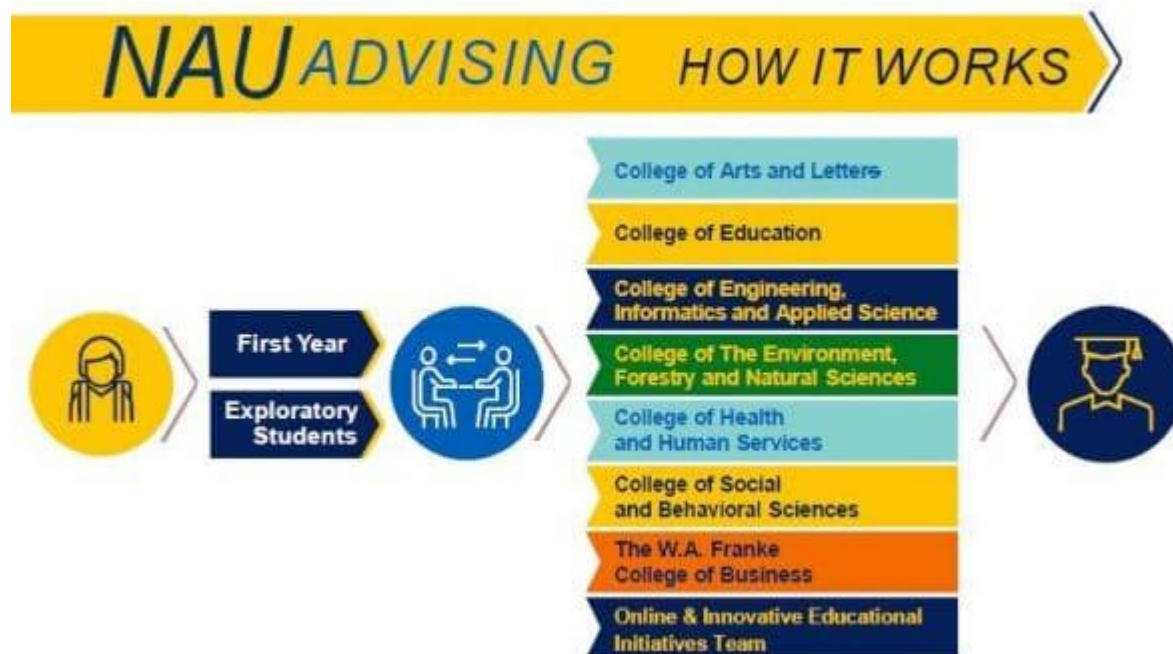 NAU ADVISING HOW IT WORKS
First Year
Exploratory
Students
College of Arts and Letters
College of Education
College of Engineering,
Informatics and Applied Science
College of The Environment,
Forestry and Natural Sciences
College of Health
and Human Services
College of Social
and Behavioral Sciences
The W.A. Franke
College of Business
Online & Innovative Educational
Initiatives Team